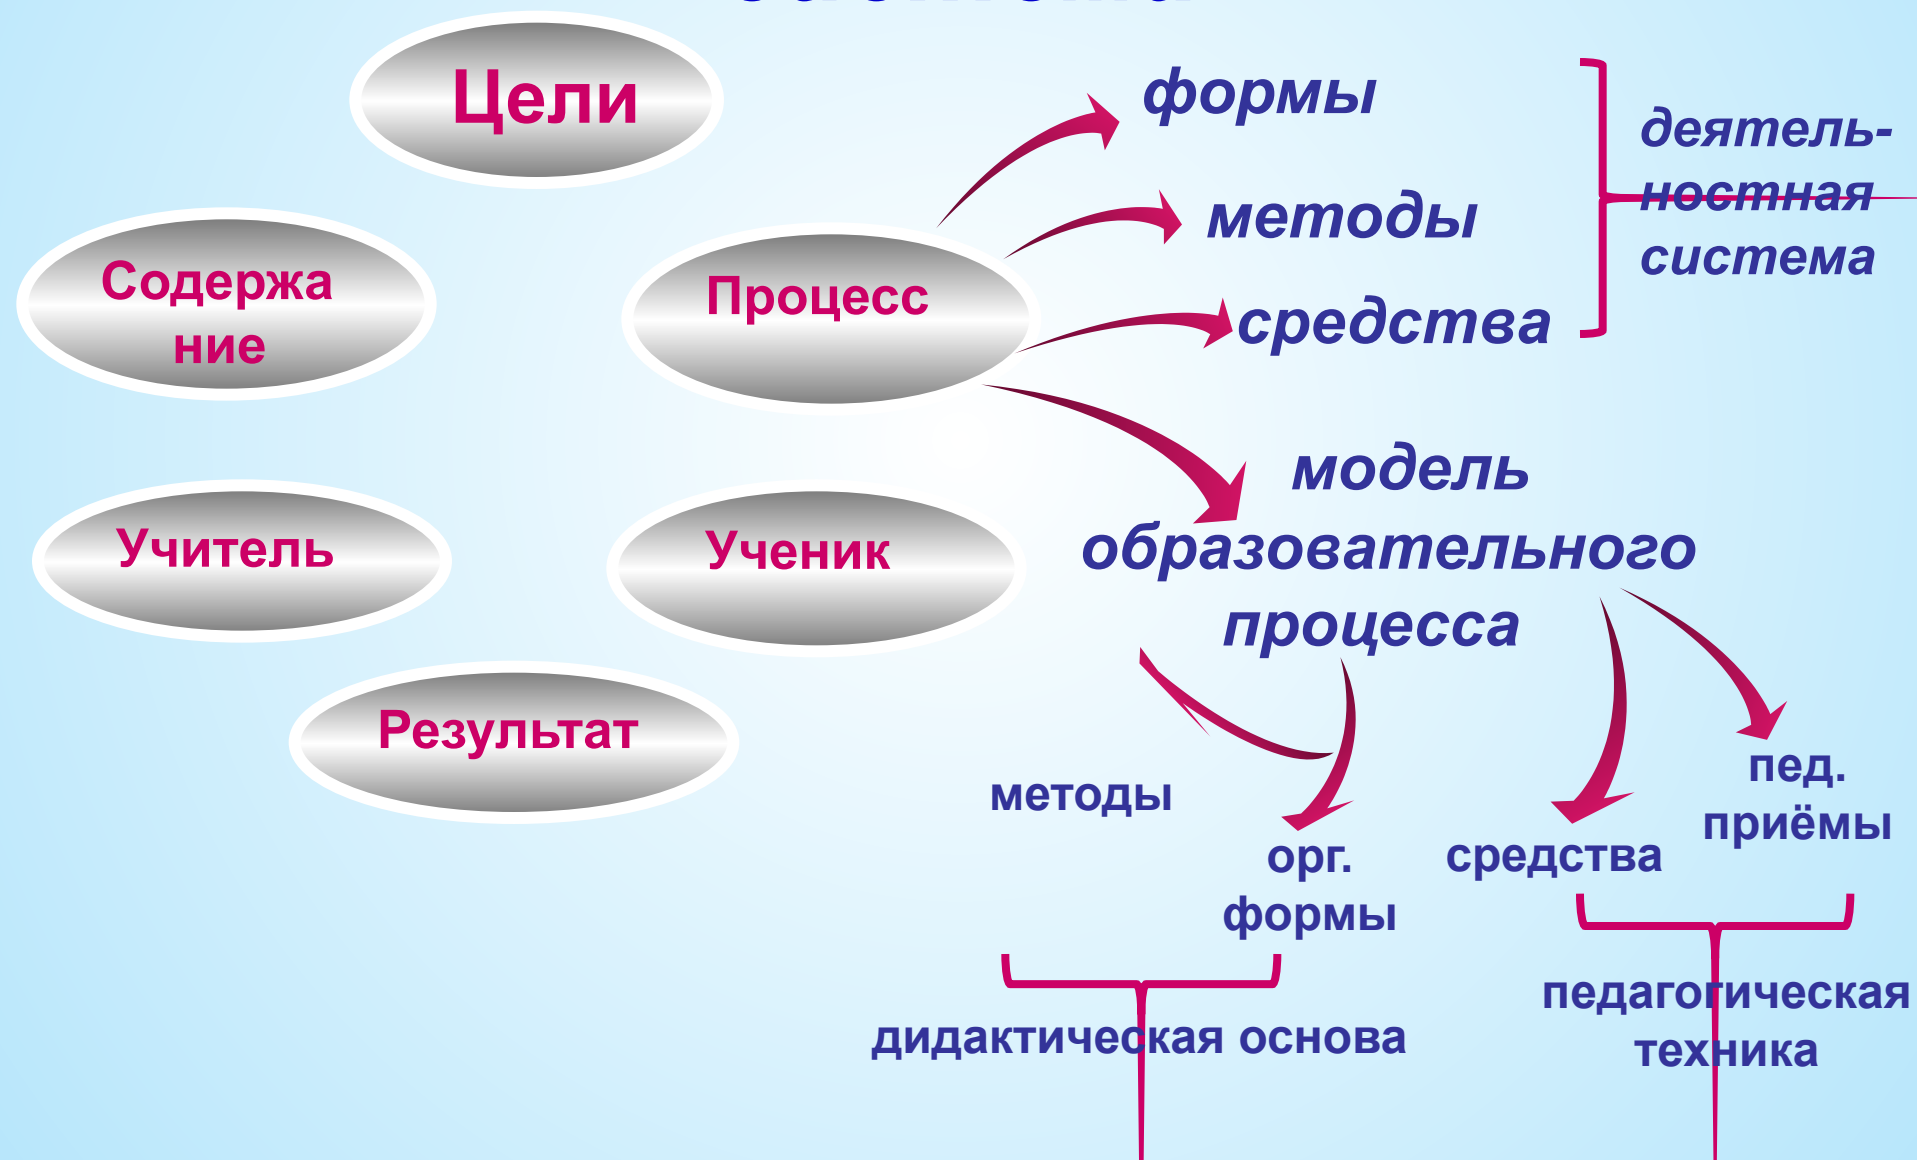 Цели
Содержа
ние
Процесс
Учитель
Ученик
Результат
формы
методы
средства
деятель-
ностная
система
модель
образовательного
процесса
методы
орг.
формы
средства
пед.
приёмы
дидактическая основа
педагогическая
техника